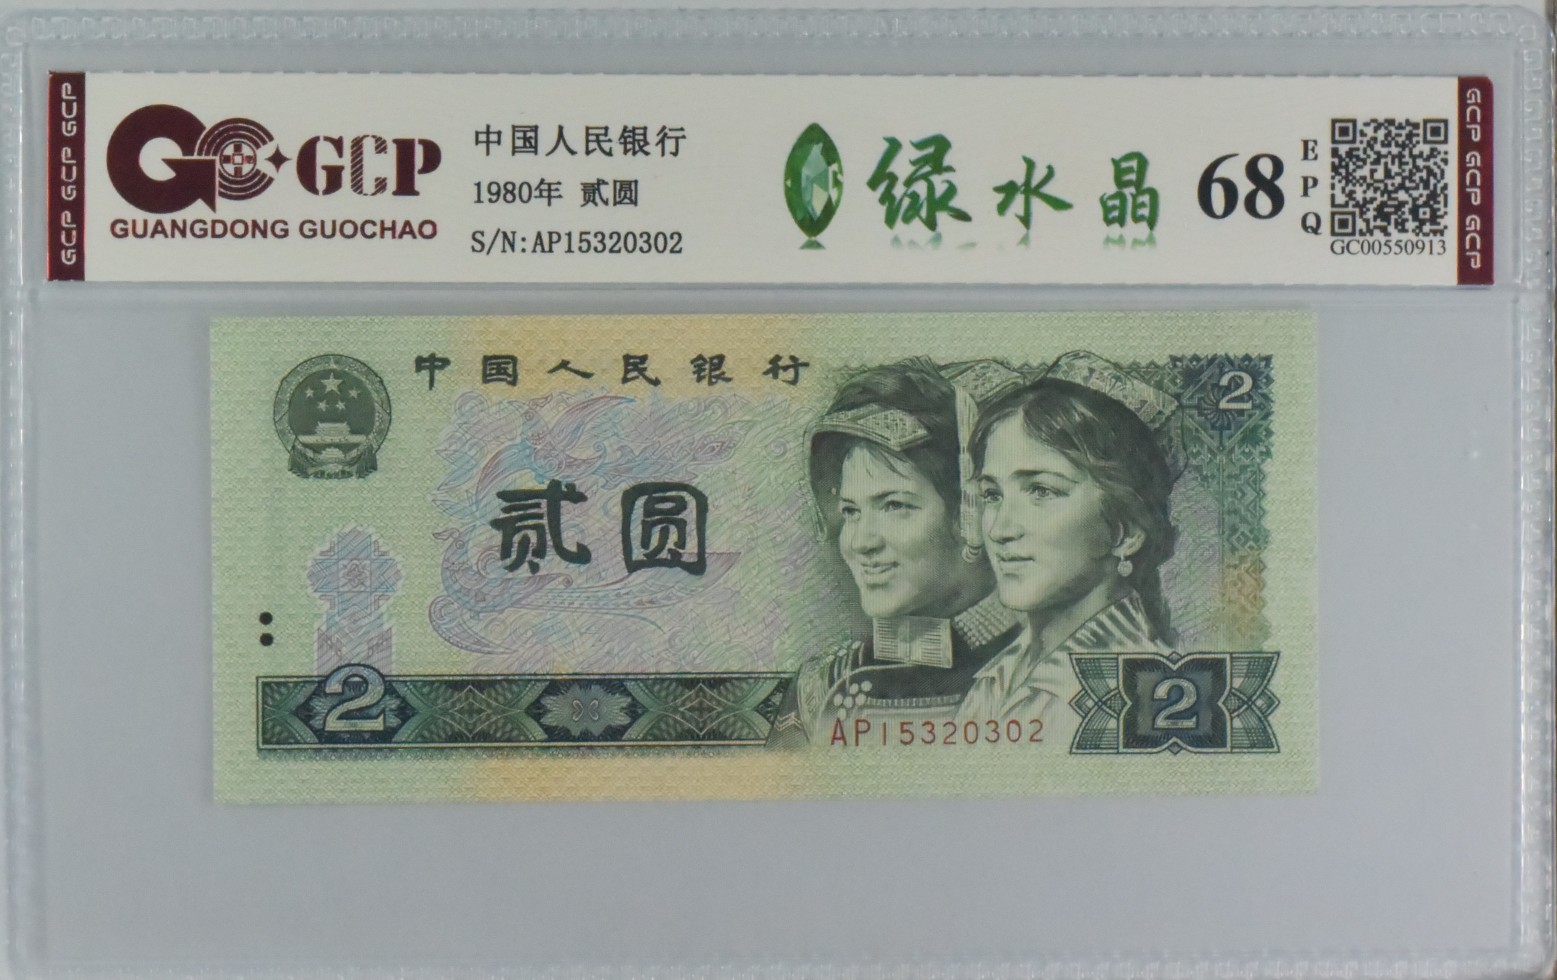 GCP GCP GCP
GCP
GUANGDONG GUOCHAO
中国人民银行
1980年 贰圆
S/N:AP15320302
绿水晶
68
EPQ
GC00550913
GCP GCP GCP
中国人民银行
2
贰圆
2
AP15320302
2